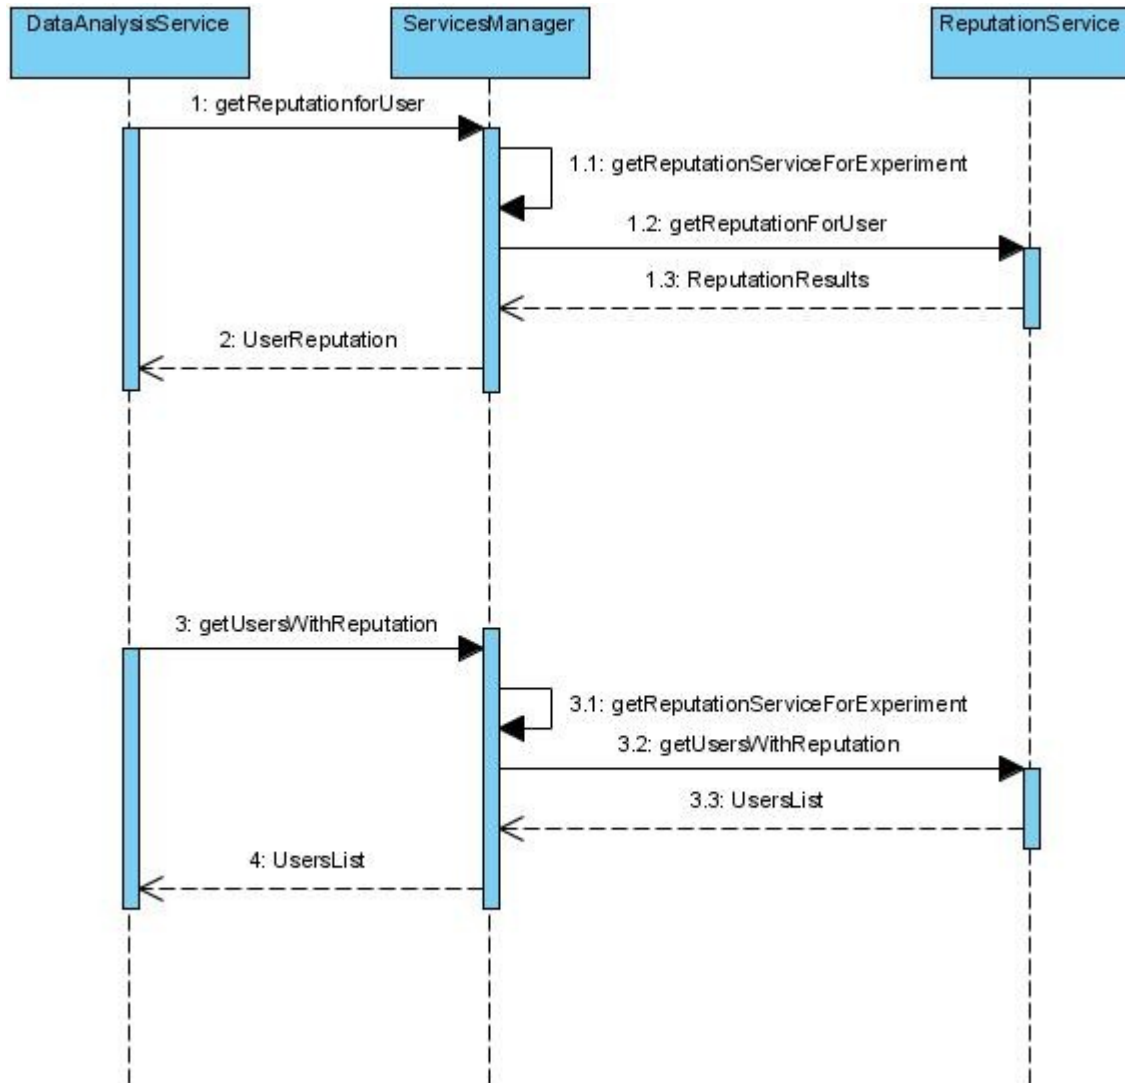 DataAnalysisService
ServicesManager
ReputationService
1: getReputationforUser
1.1: getReputationServiceForExperiment
1.2: getReputationForUser
1.3: ReputationResults
2: UserReputation
3: getUsersWithReputation
3.1: getReputationServiceForExperiment
3.2: getUsersWithReputation
3.3: UsersList
4: UsersList